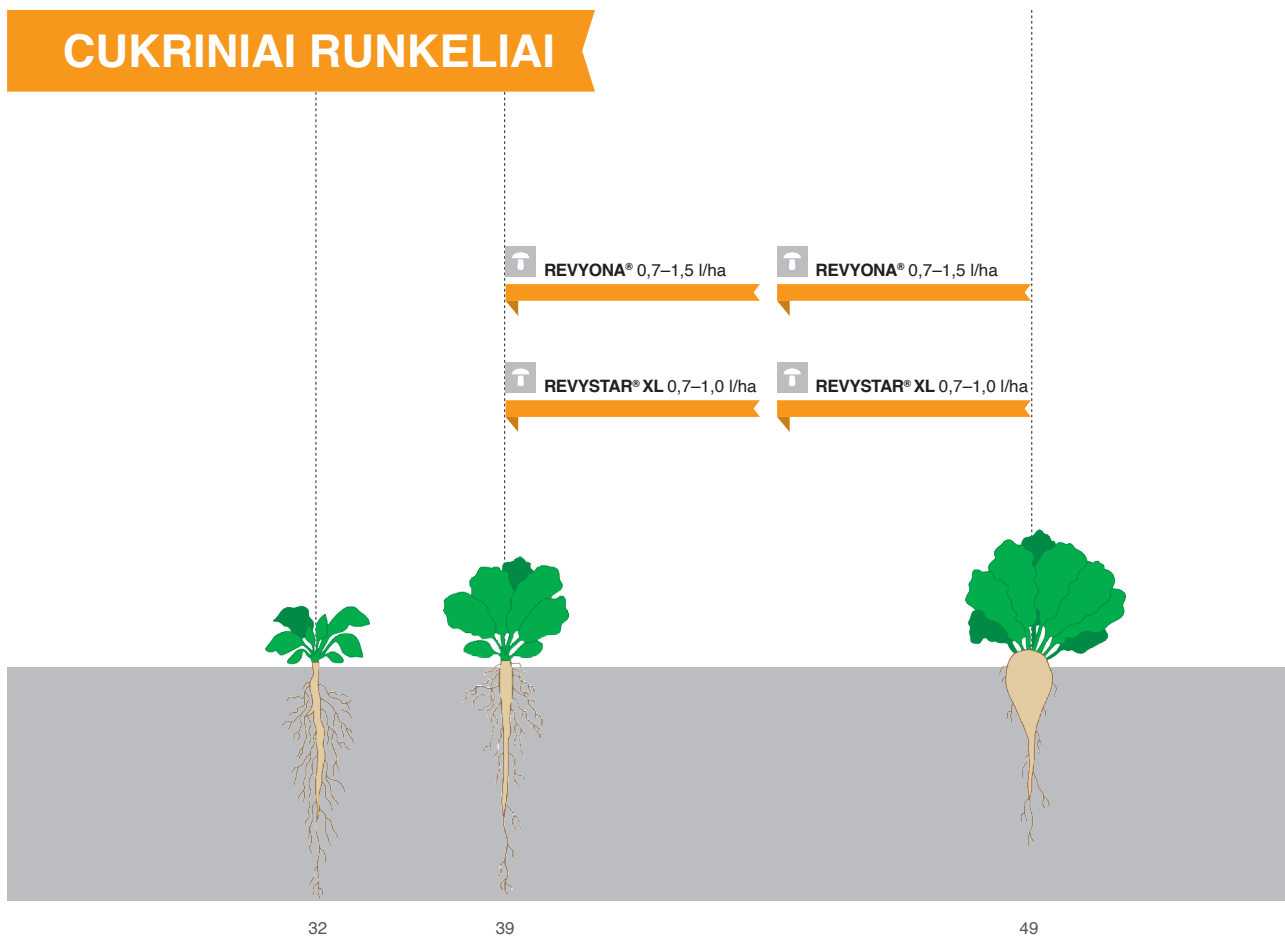 CUKRINIAI RUNKELIAI
REVYONA® 0,7–1,5 l/ha
REVYONA® 0,7–1,5 l/ha
REVYSTAR® XL 0,7–1,0 l/ha
REVYSTAR® XL 0,7–1,0 l/ha
32
39
49